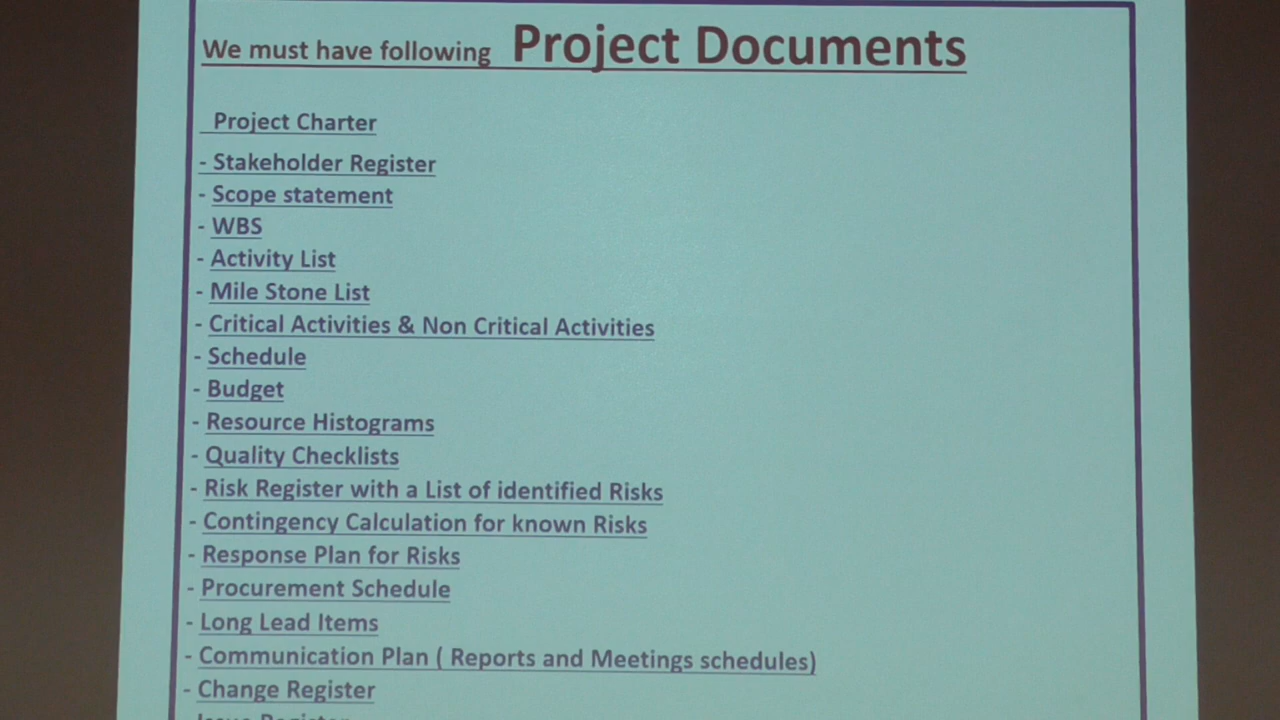 We must have following Project Documents
Project Charter
- Stakeholder Register
- Scope statement
- WBS
- Activity List
- Mile Stone List
- Critical Activities & Non Critical Activities
- Schedule
- Budget
- Resource Histograms
- Quality Checklists
- Risk Register with a List of identified Risks
- Contingency Calculation for known Risks
- Response Plan for Risks
- Procurement Schedule
- Long Lead Items
- Communication Plan ( Reports and Meetings schedules)
- Change Register
Issue Register